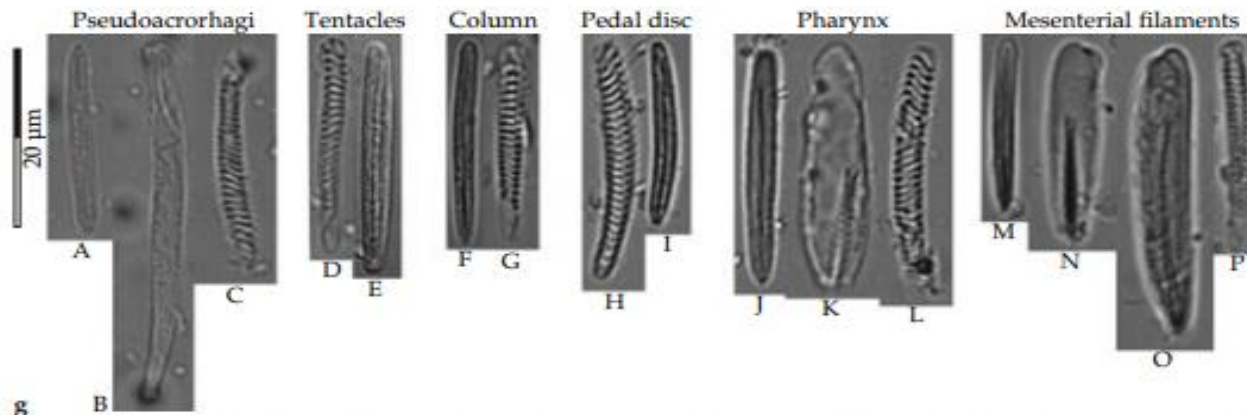 Pseudoacrorhagi Tentacles Column Pedal disc Pharynx Mesenterial filaments
20 µm
A B C D E F G H I J K L M N O P
g